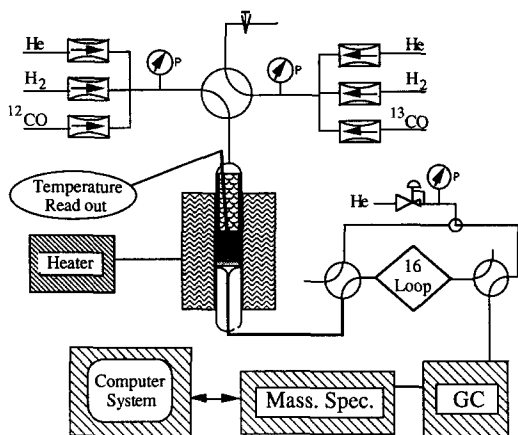 He
H2
12CO
P
P
He
H2
13CO
Temperature
Read out
He
P
Heater
16
Loop
Computer
System
Mass. Spec.
GC